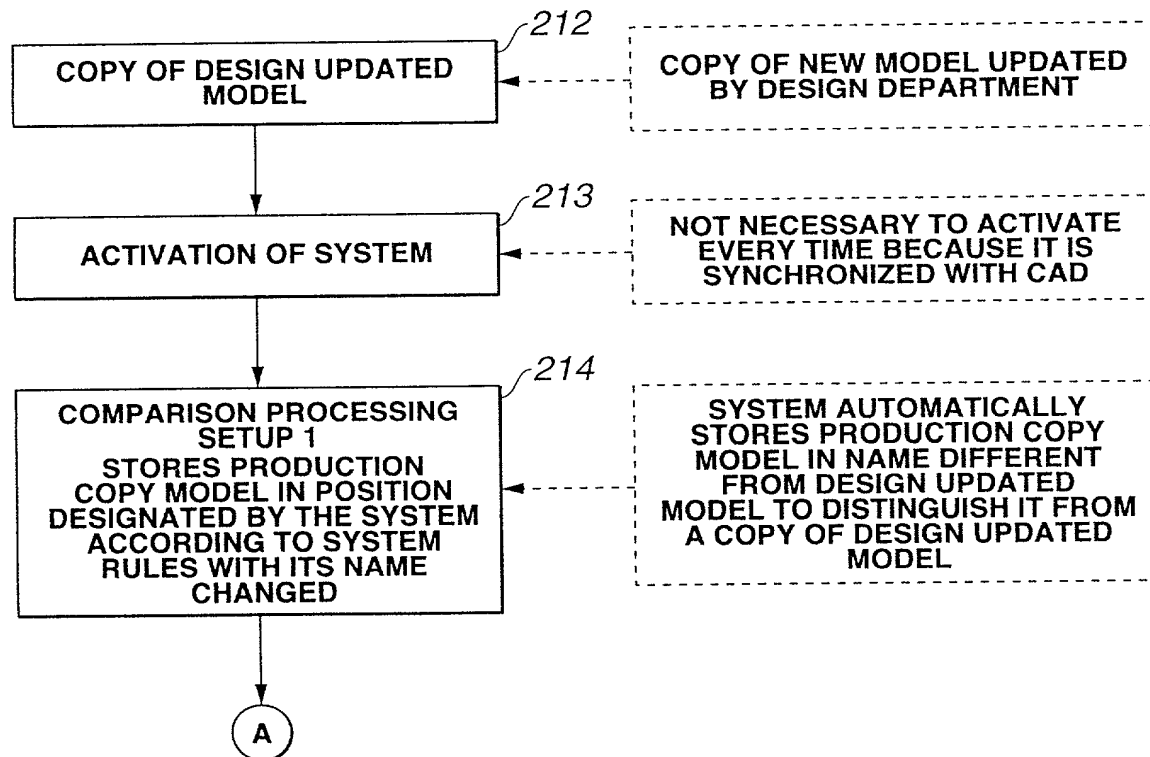 212
COPY OF DESIGN UPDATED
MODEL
COPY OF NEW MODEL UPDATED
BY DESIGN DEPARTMENT
213
ACTIVATION OF SYSTEM
NOT NECESSARY TO ACTIVATE
EVERY TIME BECAUSE IT IS
SYNCHRONIZED WITH CAD
214
COMPARISON PROCESSING
SETUP 1
STORES PRODUCTION
COPY MODEL IN POSITION
DESIGNATED BY THE SYSTEM
ACCORDING TO SYSTEM
RULES WITH ITS NAME
CHANGED
SYSTEM AUTOMATICALLY
STORES PRODUCTION COPY
MODEL IN NAME DIFFERENT
FROM DESIGN UPDATED
MODEL TO DISTINGUISH IT FROM
A COPY OF DESIGN UPDATED
MODEL
A